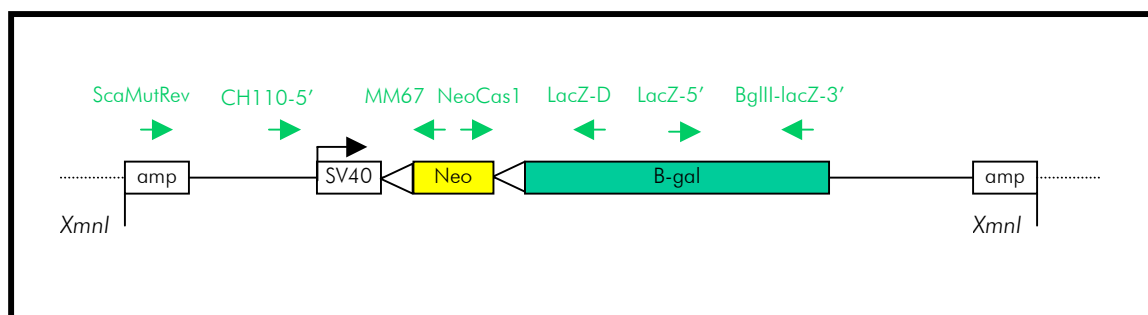 ScaMutRev CH110-5’ MM67 NeoCas1 LacZ-D LacZ-5’ BglII-lacZ-3’
amp SV40 Neo B-gal amp
XmnI XmnI